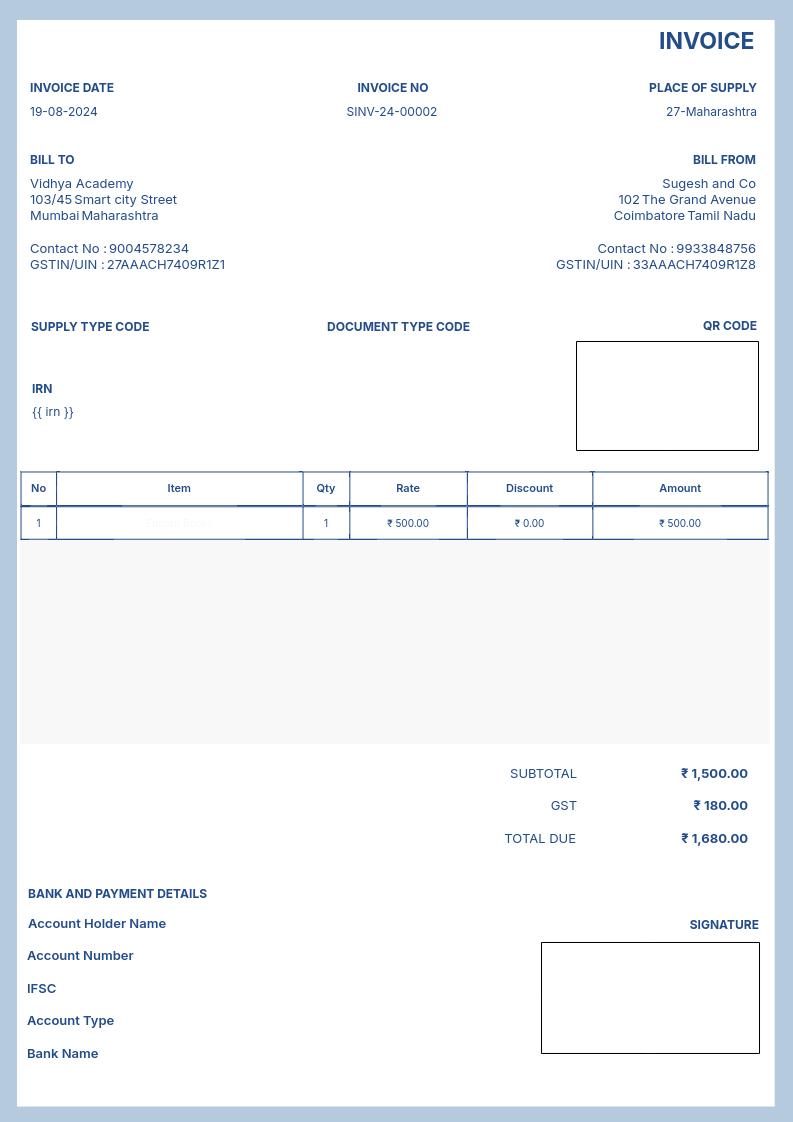 INVOICE
INVOICE DATE INVOICE NO PLACE OF SUPPLY
19-08-2024 SINV-24-00002 27-Maharashtra
BILL TO BILL FROM
Vidhya Academy Sugesh and Co
103/45 Smart city Street 102 The Grand Avenue
Mumbai Maharashtra Coimbatore Tamil Nadu
Contact No : 9004578234 Contact No : 9933848756
GSTIN/UIN : 27AAACH7409R1Z1 GSTIN/UIN : 33AAACH7409R1Z8
SUPPLY TYPE CODE DOCUMENT TYPE CODE QR CODE
IRN
{{ irn }}
No Item Qty Rate Discount Amount
1 1 ₹ 500.00 ₹ 0.00 ₹ 500.00
SUBTOTAL ₹ 1,500.00
GST ₹ 180.00
TOTAL DUE ₹ 1,680.00
BANK AND PAYMENT DETAILS
Account Holder Name SIGNATURE
Account Number
IFSC
Account Type
Bank Name